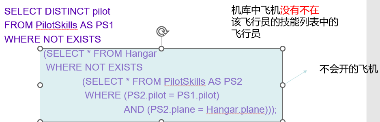 SELECT DISTINCT pilot
FROM PilotSkills AS PS1
WHERE NOT EXISTS
(SELECT * FROM Hangar
WHERE NOT EXISTS
(SELECT * FROM PilotSkills AS PS2
WHERE (PS2.pilot = PS1.pilot)
AND (PS2.plane = Hangar.plane)));
机库中飞机没有不在
该飞行员的技能列表中的
飞行员
不会开的飞机